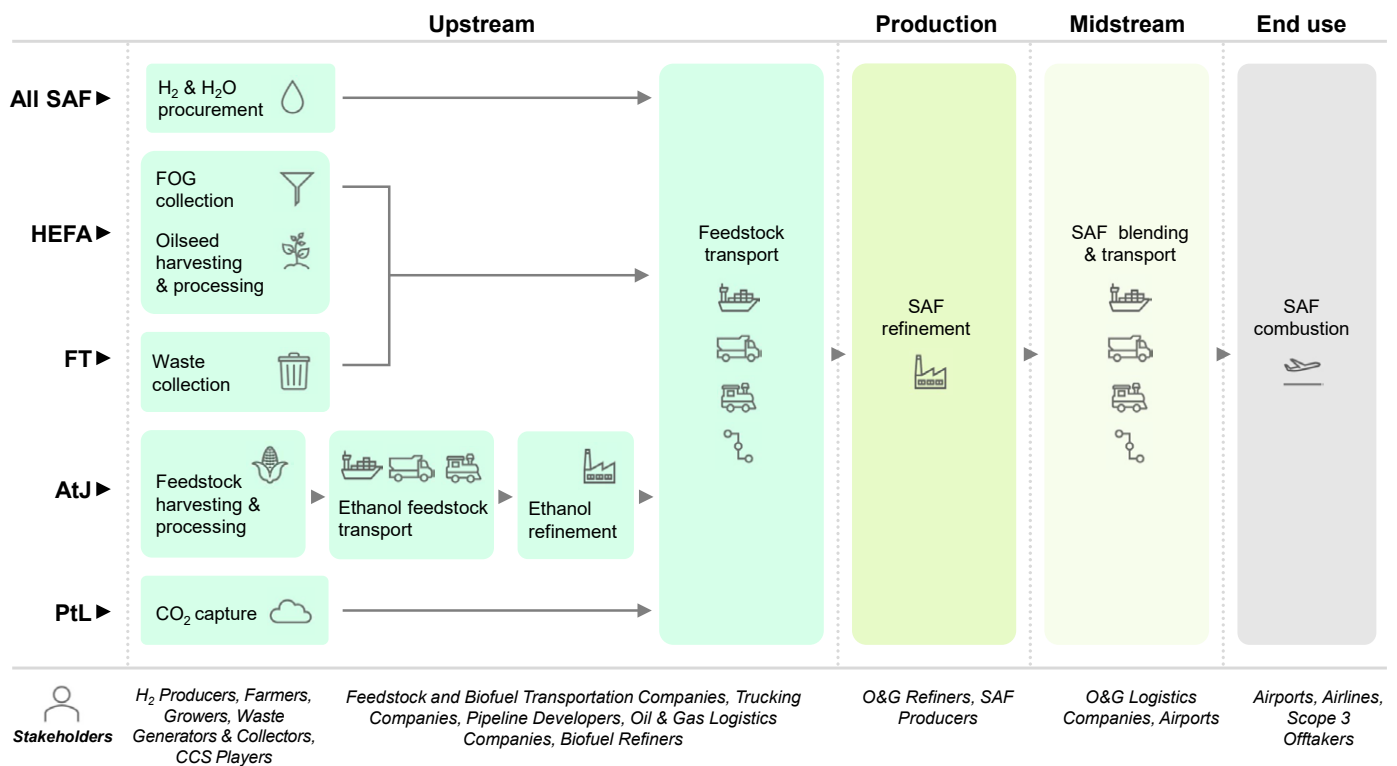 Upstream
Production
Midstream
End use
All SAF
H₂ & H₂O
procurement
HEFA
FOG
collection
Oilseed
harvesting
& processing
FT
Waste
collection
AtJ
Feedstock
harvesting &
processing
Ethanol feedstock
transport
Ethanol
refinement
PtL
CO₂ capture
Feedstock
transport
SAF
refinement
SAF blending
& transport
SAF
combustion
Stakeholders
H₂ Producers, Farmers,
Growers, Waste
Generators & Collectors,
CCS Players
Feedstock and Biofuel Transportation Companies, Trucking
Companies, Pipeline Developers, Oil & Gas Logistics
Companies, Biofuel Refiners
O&G Refiners, SAF
Producers
O&G Logistics
Companies, Airports
Airports, Airlines,
Scope 3
Offtakers